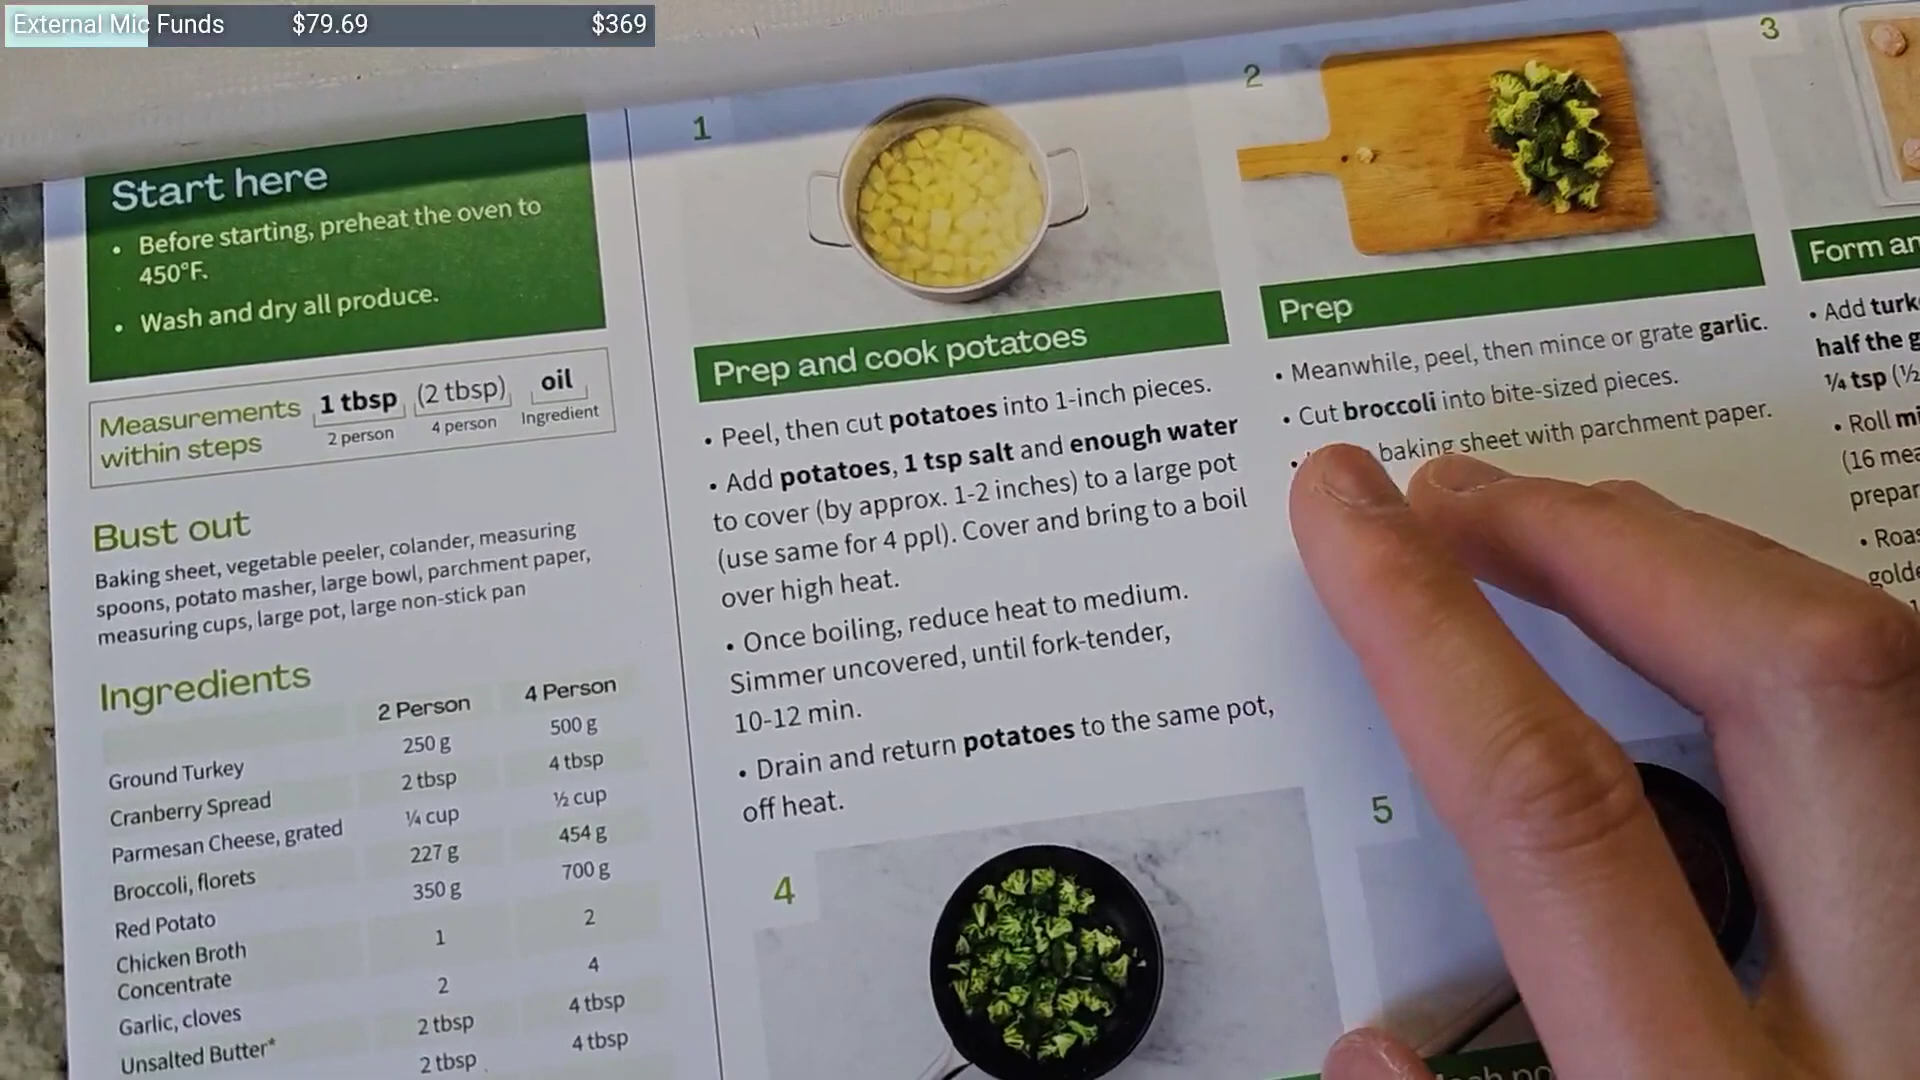 External Mic Funds $79.69 $369
Start here
• Before starting, preheat the oven to
450°F.
• Wash and dry all produce.
Measurements
within steps
1 tbsp (2 tbsp) oil
2 person 4 person Ingredient
Bust out
Baking sheet, vegetable peeler, colander, measuring
spoons, potato masher, large bowl, parchment paper,
measuring cups, large pot, large non-stick pan
Ingredients
2 Person 4 Person
Ground Turkey 250 g 500 g
Cranberry Spread 2 tbsp 4 tbsp
Parmesan Cheese, grated ¼ cup ½ cup
Broccoli, florets 227 g 454 g
Red Potato 350 g 700 g
Chicken Broth
Concentrate 1 2
Garlic, cloves 2 4
Unsalted Butter* 2 tbsp 4 tbsp
2 tbsp 4 tbsp
1
Prep and cook potatoes
• Peel, then cut potatoes into 1-inch pieces.
• Add potatoes, 1 tsp salt and enough water
to cover (by approx. 1-2 inches) to a large pot
(use same for 4 ppl). Cover and bring to a boil
over high heat.
• Once boiling, reduce heat to medium.
Simmer uncovered, until fork-tender,
10-12 min.
• Drain and return potatoes to the same pot,
off heat.
2
Prep
• Meanwhile, peel, then mince or grate garlic.
• Cut broccoli into bite-sized pieces.
• baking sheet with parchment paper.
3
Form
• Add
half the
¼ tsp
• Roll
(16
4
5